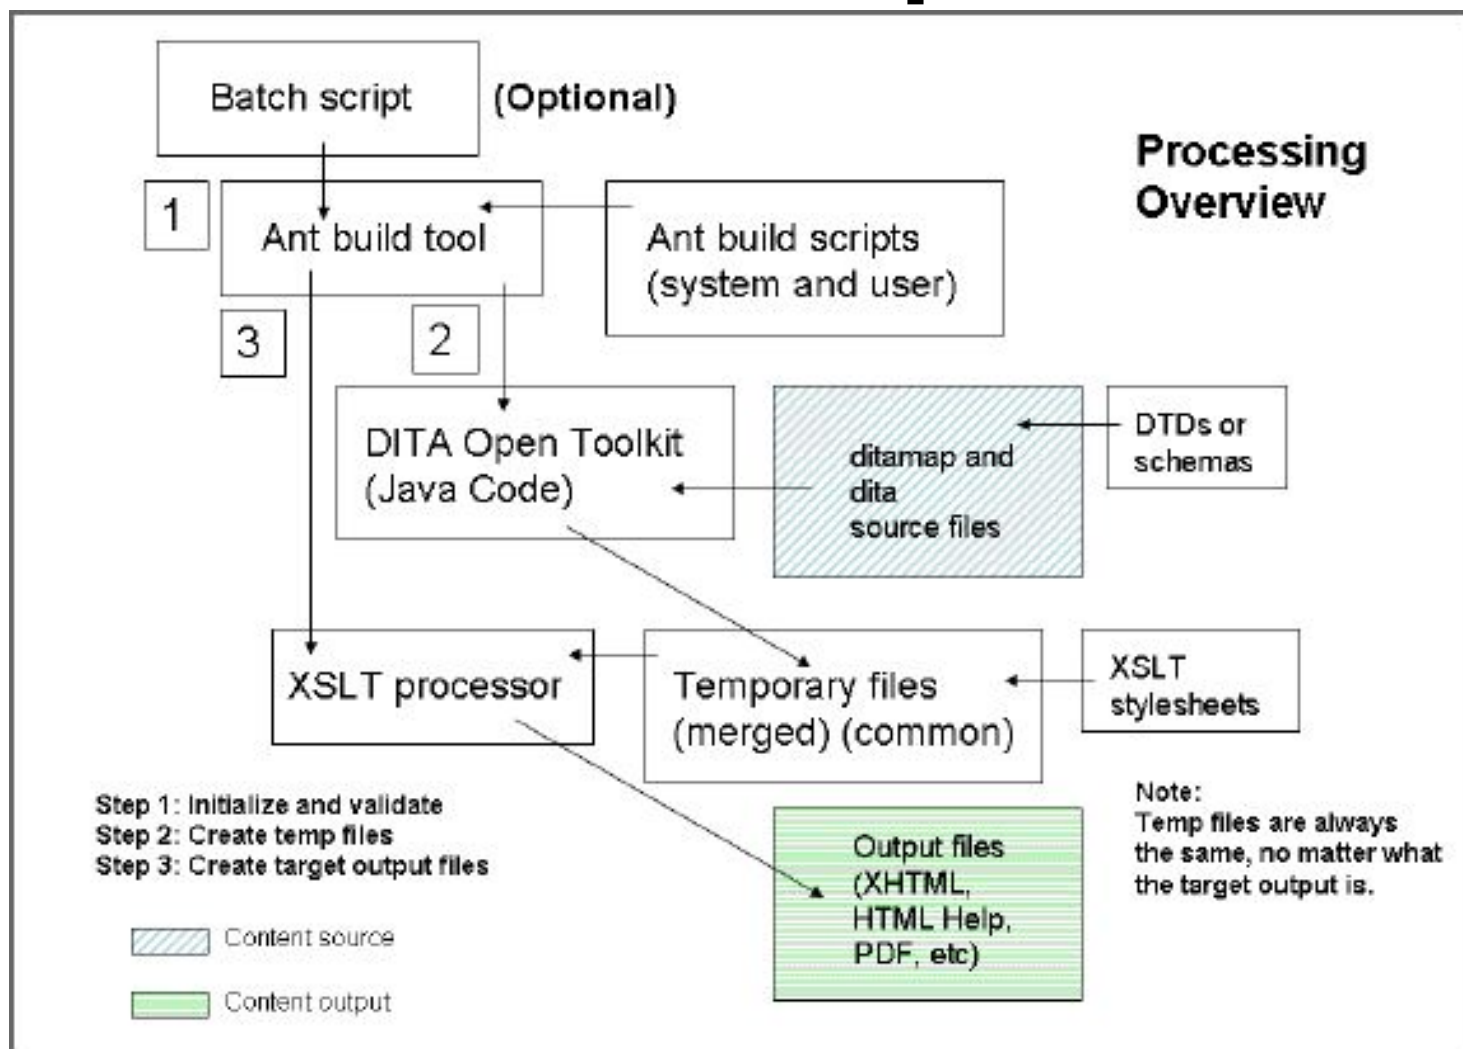 Batch script
(Optional)
Processing
Overview
1
Ant build tool
Ant build scripts
(system and user)
3
2
DITA Open Toolkit
(Java Code)
ditamap and
dita
source files
DTDs or
schemas
XSLT processor
Temporary files
(merged) (common)
XSLT
stylesheets
Step 1: Initialize and validate
Step 2: Create temp files
Step 3: Create target output files
Output files
(XHTML,
HTML Help,
PDF, etc)
Note:
Temp files are always
the same, no matter what
the target output is.
Content source
Content output